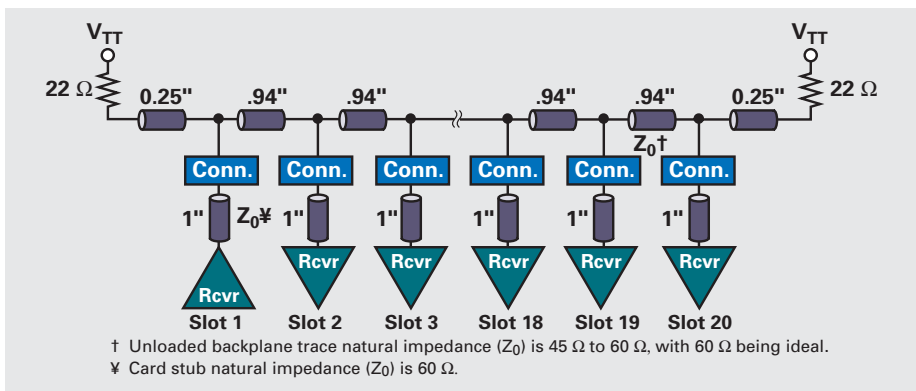 V_TT V_TT
22 Ω 0.25" .94" .94" .94" .94" 0.25" 22 Ω
Z₀†
Conn. Conn. Conn. Conn. Conn. Conn.
1" Z₀¥ 1" 1" 1" 1" 1"
Rcvr Rcvr Rcvr Rcvr Rcvr Rcvr
Slot 1 Slot 2 Slot 3 Slot 18 Slot 19 Slot 20
† Unloaded backplane trace natural impedance (Z₀) is 45 Ω to 60 Ω, with 60 Ω being ideal.
¥ Card stub natural impedance (Z₀) is 60 Ω.